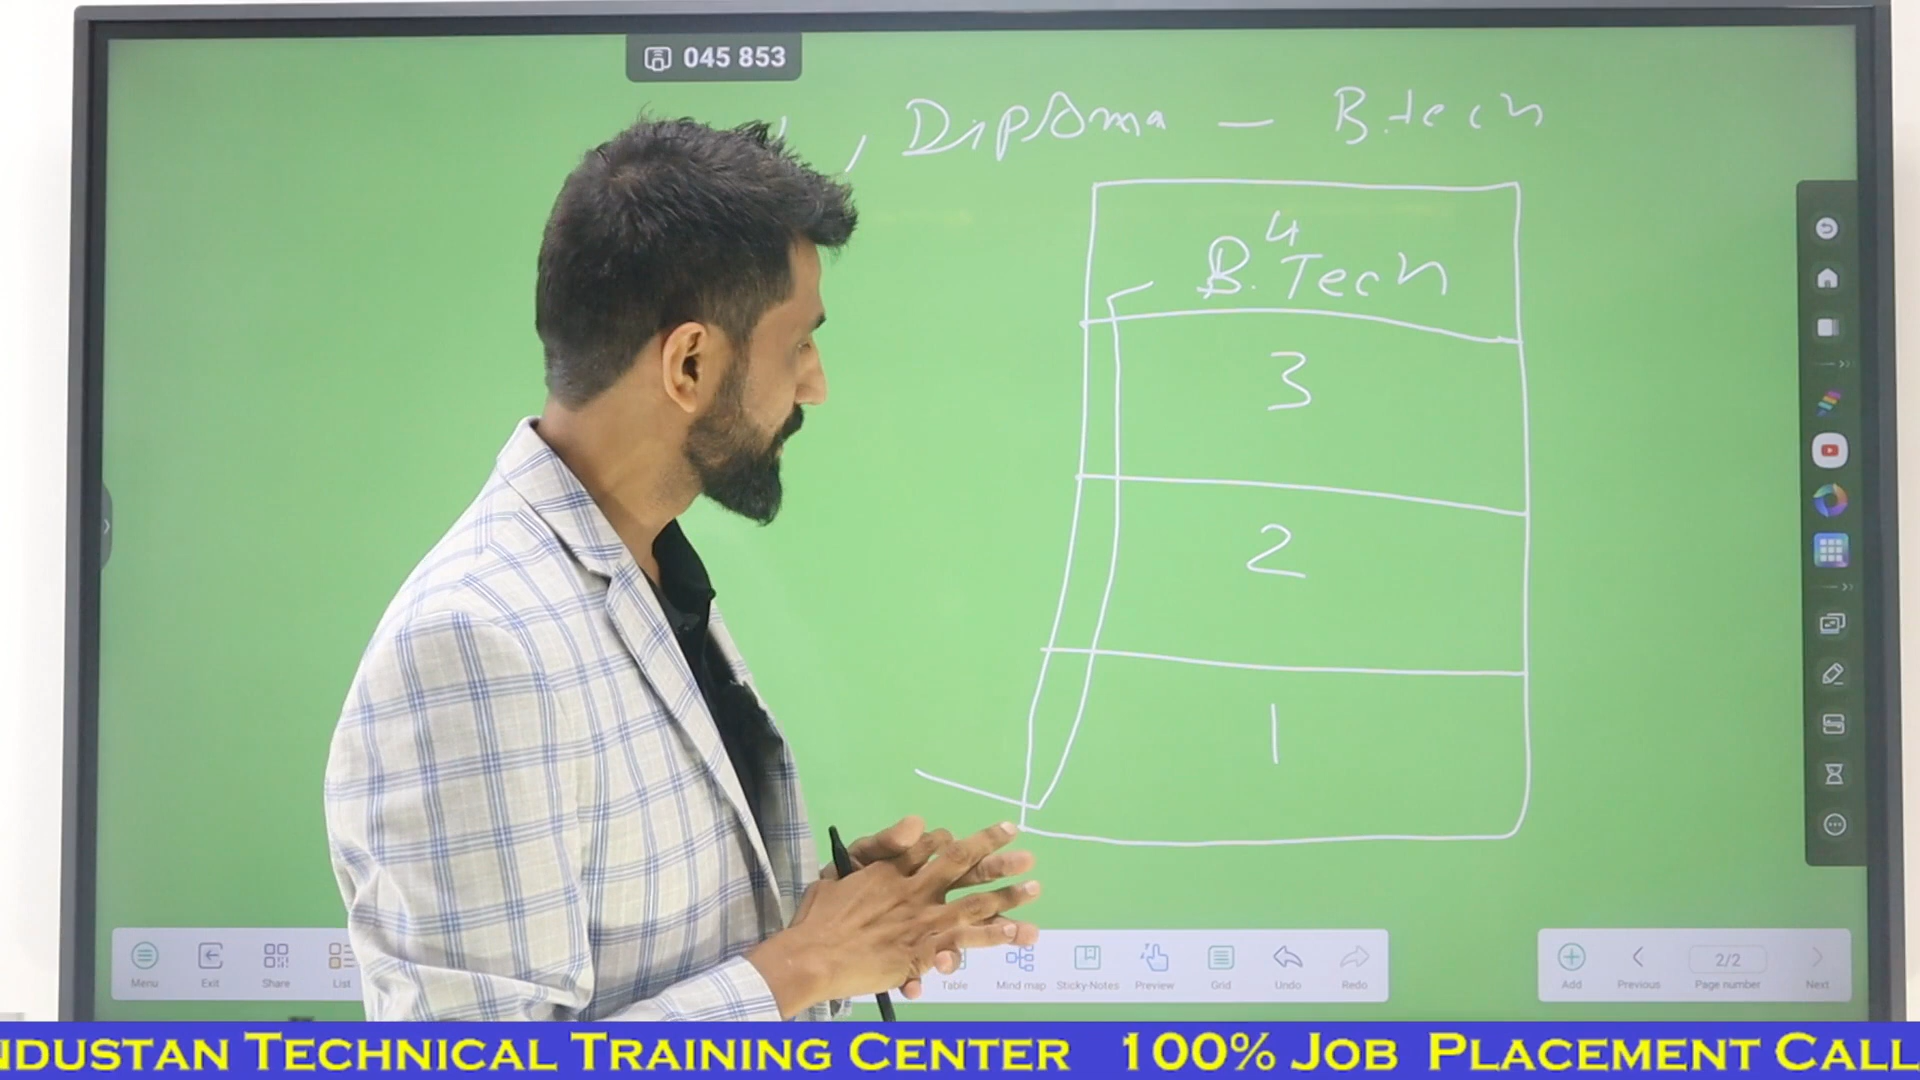 045 853
, Diploma - B.tech
4
B.Tech
3
2
1
Menu Exit Share List Table Mind map Sticky-Notes Preview Grid Undo Redo
2/2
Add Previous Page number Next
NDUSTAN TECHNICAL TRAINING CENTER 100% JOB PLACEMENT CALL